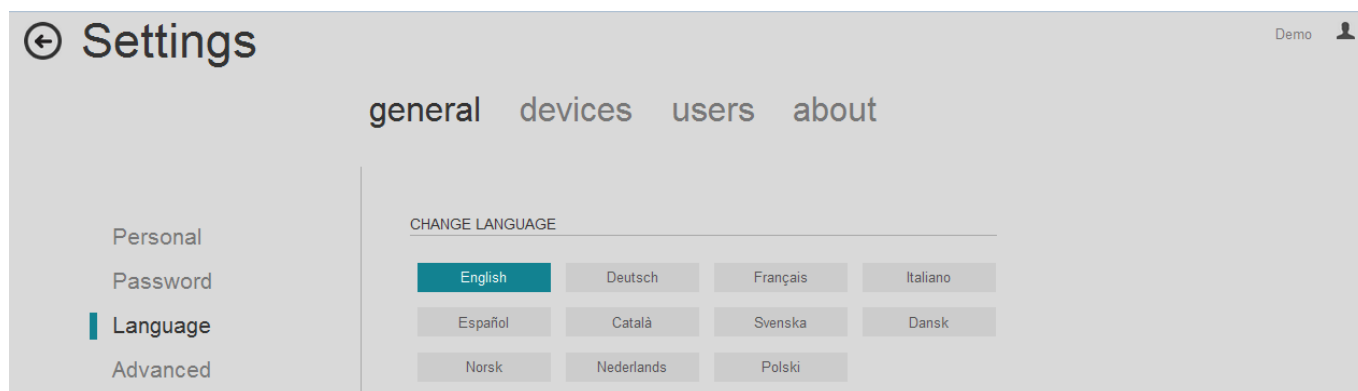 Settings
Demo
general devices users about
Personal
Password
Language
Advanced
CHANGE LANGUAGE
English Deutsch Français Italiano
Español Català Svenska Dansk
Norsk Nederlands Polski